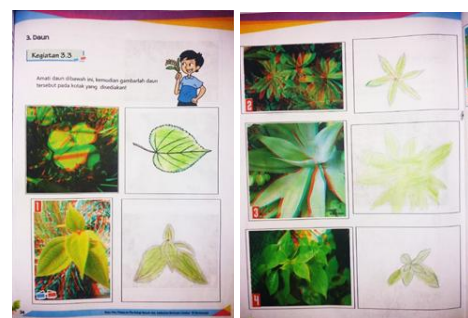 3. Daun
Kegiatan 3.3
Amati daun dibawah ini, kemudian gambarlah daun
tersebut pada kotak yang disediakan!
1
2
3
4